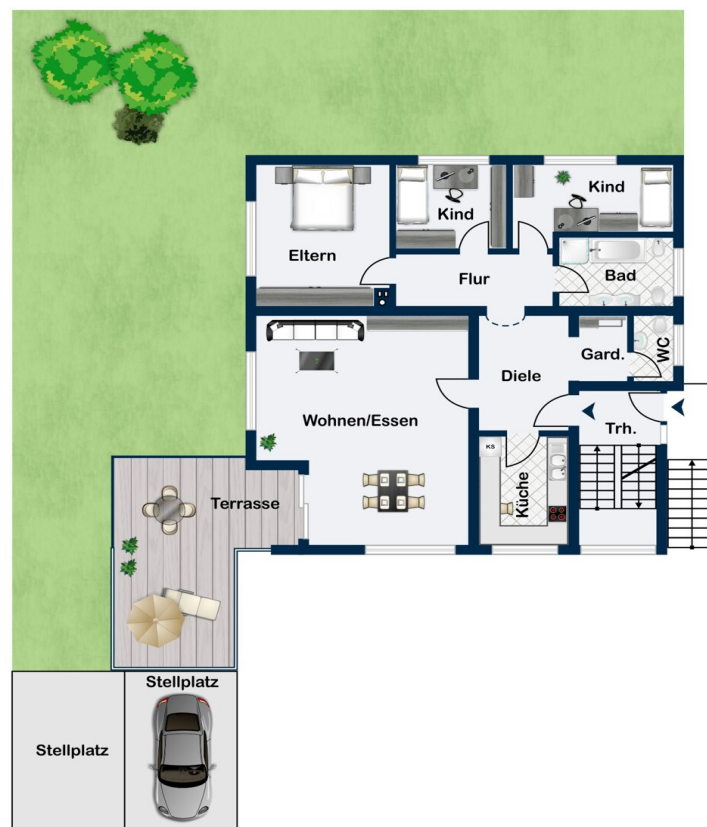 Kind
Kind
Eltern
Flur
Bad
WC
Gard.
Diele
Wohnen/Essen
Trh.
KS
Küche
Terrasse
Stellplatz
Stellplatz